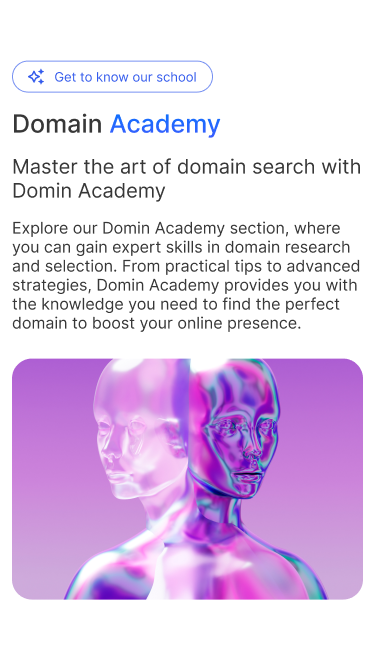 Get to know our school
Domain Academy
Master the art of domain search with
Domin Academy
Explore our Domin Academy section, where
you can gain expert skills in domain research
and selection. From practical tips to advanced
strategies, Domin Academy provides you with
the knowledge you need to find the perfect
domain to boost your online presence.